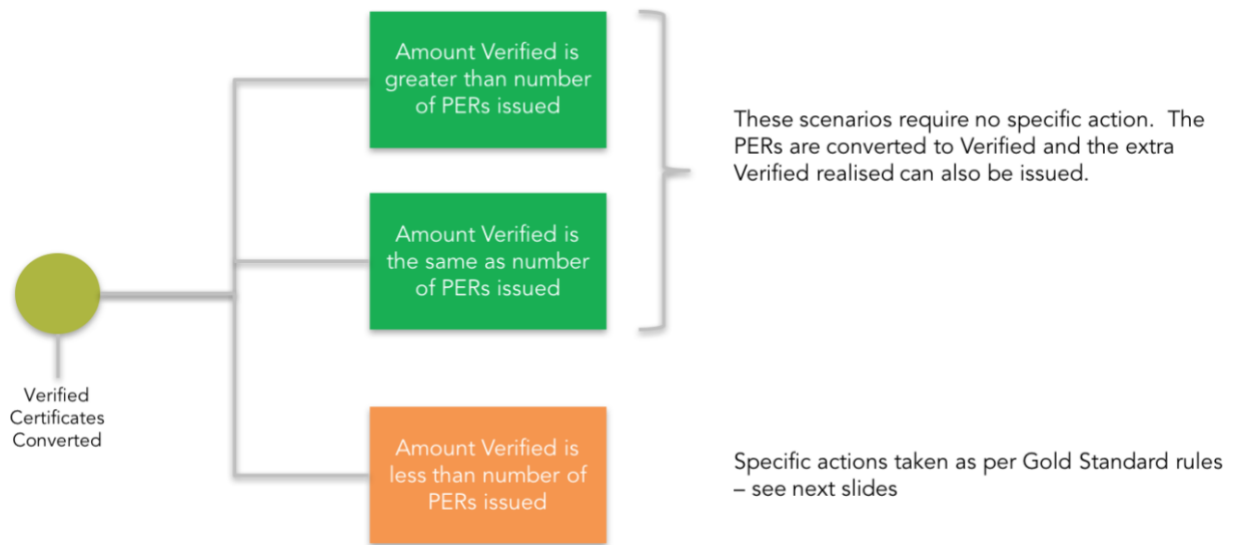 Amount Verified is
greater than number
of PERs issued
These scenarios require no specific action.  The
PERs are converted to Verified and the extra
Verified realised can also be issued.
Amount Verified is
the same as number
of PERs issued
Verified
Certificates
Converted
Amount Verified is
less than number of
PERs issued
Specific actions taken as per Gold Standard rules
– see next slides